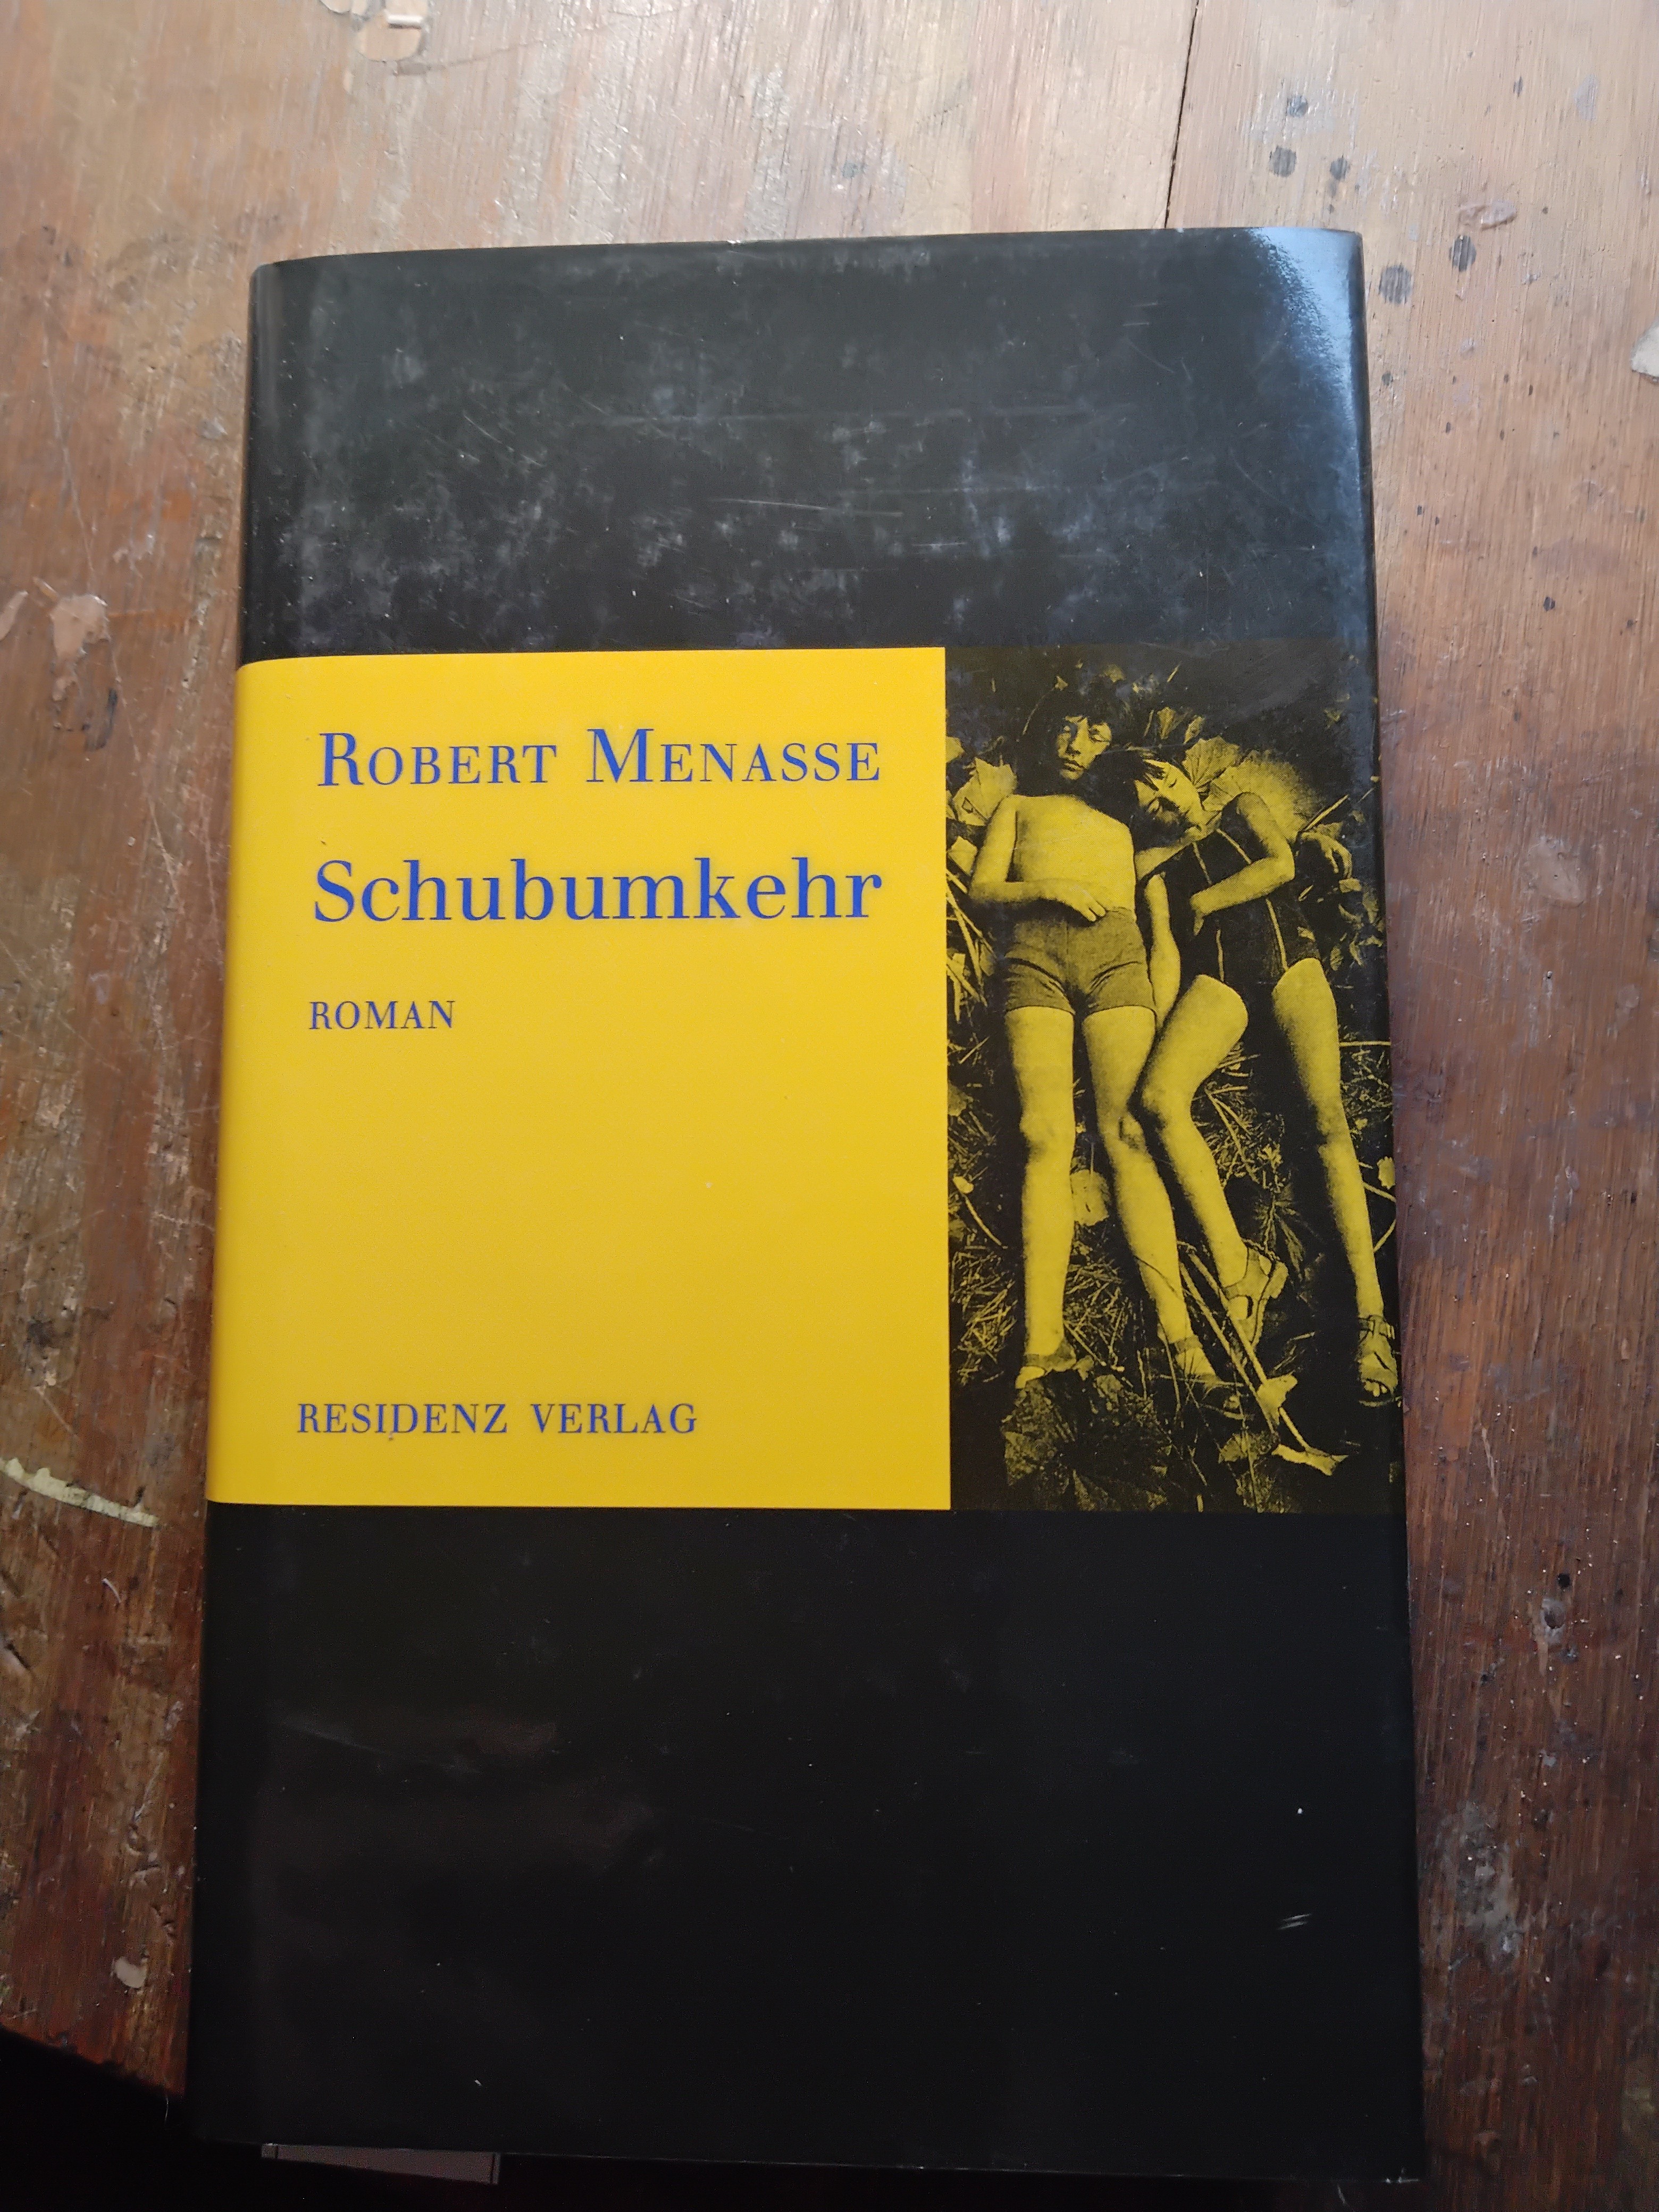 ROBERT MENASSE
Schubumkehr
ROMAN
RESIDENZ VERLAG